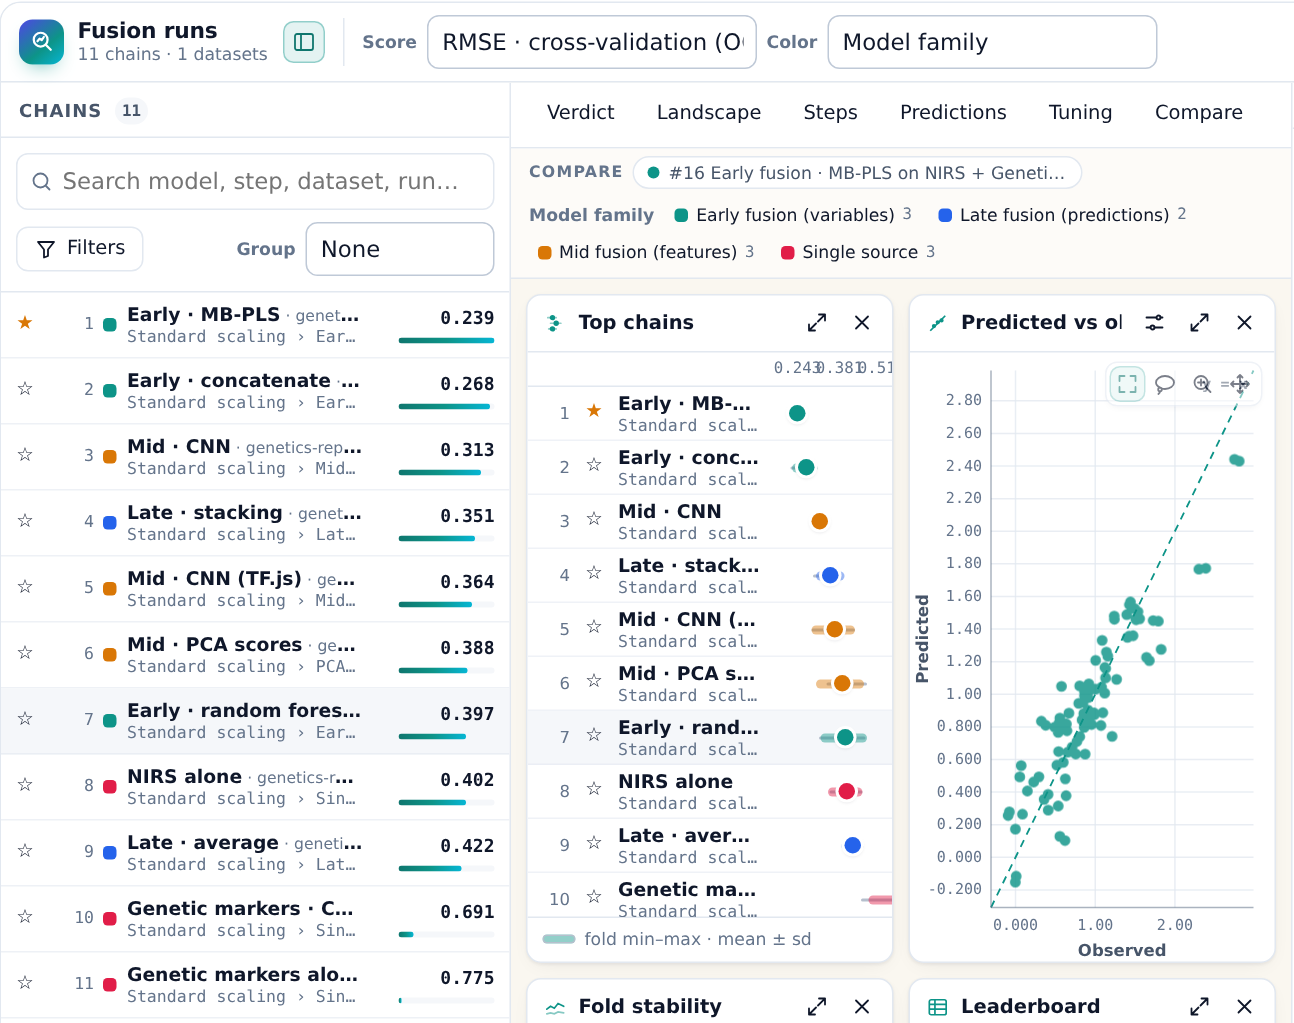 Fusion runs
11 chains · 1 datasets
Score
RMSE · cross-validation (O
Color
Model family
CHAINS 11
Search model, step, dataset, run…
Filters
Group
None
★ 1 Early · MB-PLS · genet… 0.239
Standard scaling › Ear…
☆ 2 Early · concatenate ·… 0.268
Standard scaling › Ear…
☆ 3 Mid · CNN · genetics-rep… 0.313
Standard scaling › Mid…
☆ 4 Late · stacking · genet… 0.351
Standard scaling › Lat…
☆ 5 Mid · CNN (TF.js) · ge… 0.364
Standard scaling › Mid…
☆ 6 Mid · PCA scores · ge… 0.388
Standard scaling › PCA…
☆ 7 Early · random fores… 0.397
Standard scaling › Ear…
☆ 8 NIRS alone · genetics-r… 0.402
Standard scaling › Sin…
☆ 9 Late · average · geneti… 0.422
Standard scaling › Lat…
☆ 10 Genetic markers · C… 0.691
Standard scaling › Sin…
☆ 11 Genetic markers alo… 0.775
Standard scaling › Sin…
Verdict Landscape Steps Predictions Tuning Compare
COMPARE #16 Early fusion · MB-PLS on NIRS + Geneti…
Model family Early fusion (variables) 3 Late fusion (predictions) 2
Mid fusion (features) 3 Single source 3
Top chains
0.243 0.381 0.51
1 ★ Early · MB-…
Standard scal…
2 ☆ Early · conc…
Standard scal…
3 ☆ Mid · CNN
Standard scal…
4 ☆ Late · stack…
Standard scal…
5 ☆ Mid · CNN (…
Standard scal…
6 ☆ Mid · PCA s…
Standard scal…
7 ☆ Early · rand…
Standard scal…
8 ☆ NIRS alone
Standard scal…
9 ☆ Late · aver…
Standard scal…
10 ☆ Genetic ma…
Standard scal…
fold min–max · mean ± sd
Predicted vs ol
2.80
2.60
2.40
2.20
2.00
1.80
1.60
1.40
1.20
1.00
0.800
0.600
0.400
0.200
0.000
-0.200
Predicted
0.000 1.00 2.00
Observed
Fold stability
Leaderboard